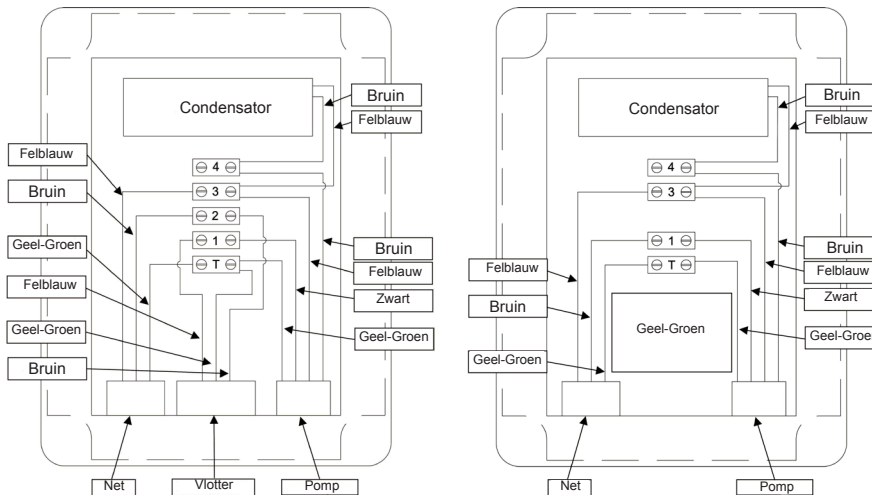 Condensator
Bruin
Felblauw
4
3
2
1
T
Felblauw
Bruin
Geel-Groen
Felblauw
Geel-Groen
Bruin
Bruin
Felblauw
Zwart
Geel-Groen
Net
Vlotter
Pomp
Condensator
Bruin
Felblauw
4
3
1
T
Felblauw
Bruin
Geel-Groen
Geel-Groen
Bruin
Felblauw
Zwart
Geel-Groen
Net
Pomp